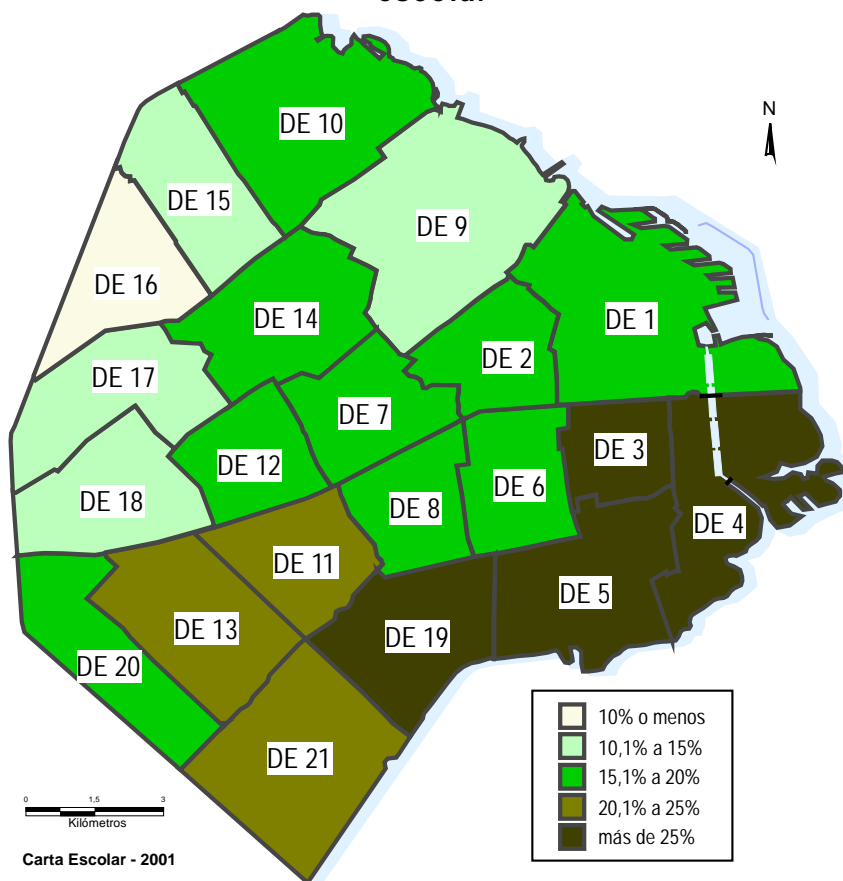 DE 10
N
DE 15
DE 9
DE 16
DE 14
DE 1
DE 2
DE 17
DE 7
DE 3
DE 12
DE 6
DE 18
DE 8
DE 4
DE 11
DE 5
DE 13
DE 19
DE 20
DE 21
10% o menos
10,1% a 15%
15,1% a 20%
20,1% a 25%
más de 25%
0 1,5 3
Kilómetros
Carta Escolar - 2001